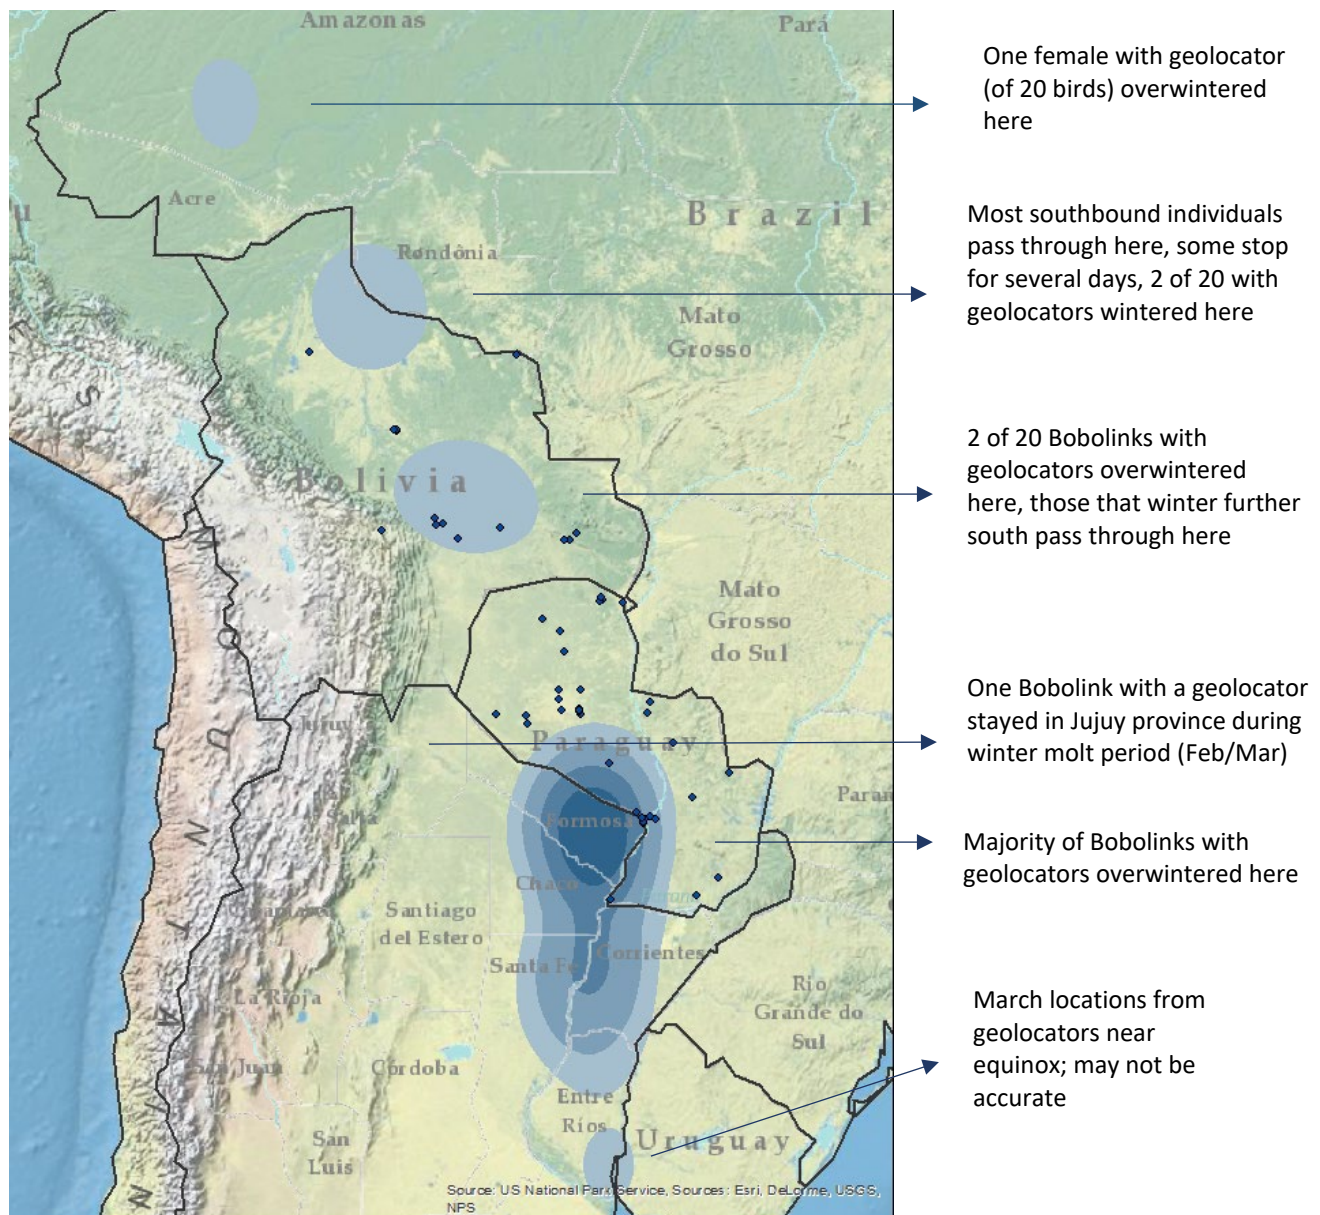 Amazonas
Pará
One female with geolocator
(of 20 birds) overwintered
here
Acre
u
Brazil
Rondônia
Most southbound individuals
pass through here, some stop
for several days, 2 of 20 with
geolocators wintered here
Mato
Grosso
S
Bolivia
2 of 20 Bobolinks with
geolocators overwintered
here, those that winter further
south pass through here
M
O
U
N
T
A
N
Mato
Grosso
do Sul
Jujuy
One Bobolink with a geolocator
stayed in Jujuy province during
winter molt period (Feb/Mar)
Paraguay
Paran
Salta
Formosa
Majority of Bobolinks with
geolocators overwintered here
Chaco
Santiago
del Estero
Corrientes
Santa Fe
La Rioja
Rio
Grande do
Sul
March locations from
geolocators near
equinox; may not be
accurate
San Juan
Córdoba
Entre
Ríos
San
Luis
Uruguay
Source: US National Park Service, Sources: Esri, DeLorme, USGS,
NPS